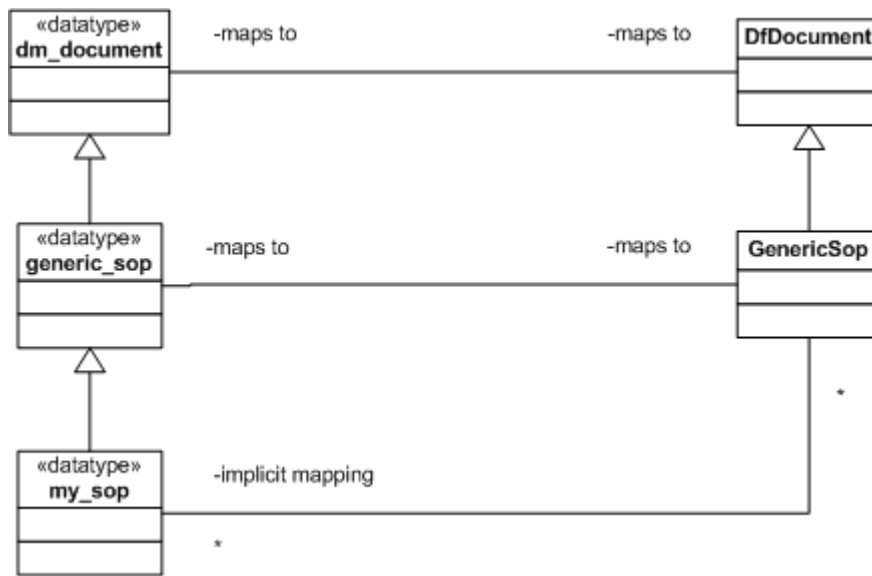 «datatype»
dm_document
-maps to
-maps to
DfDocument
«datatype»
generic_sop
-maps to
-maps to
GenericSop
*
«datatype»
my_sop
-implicit mapping
*